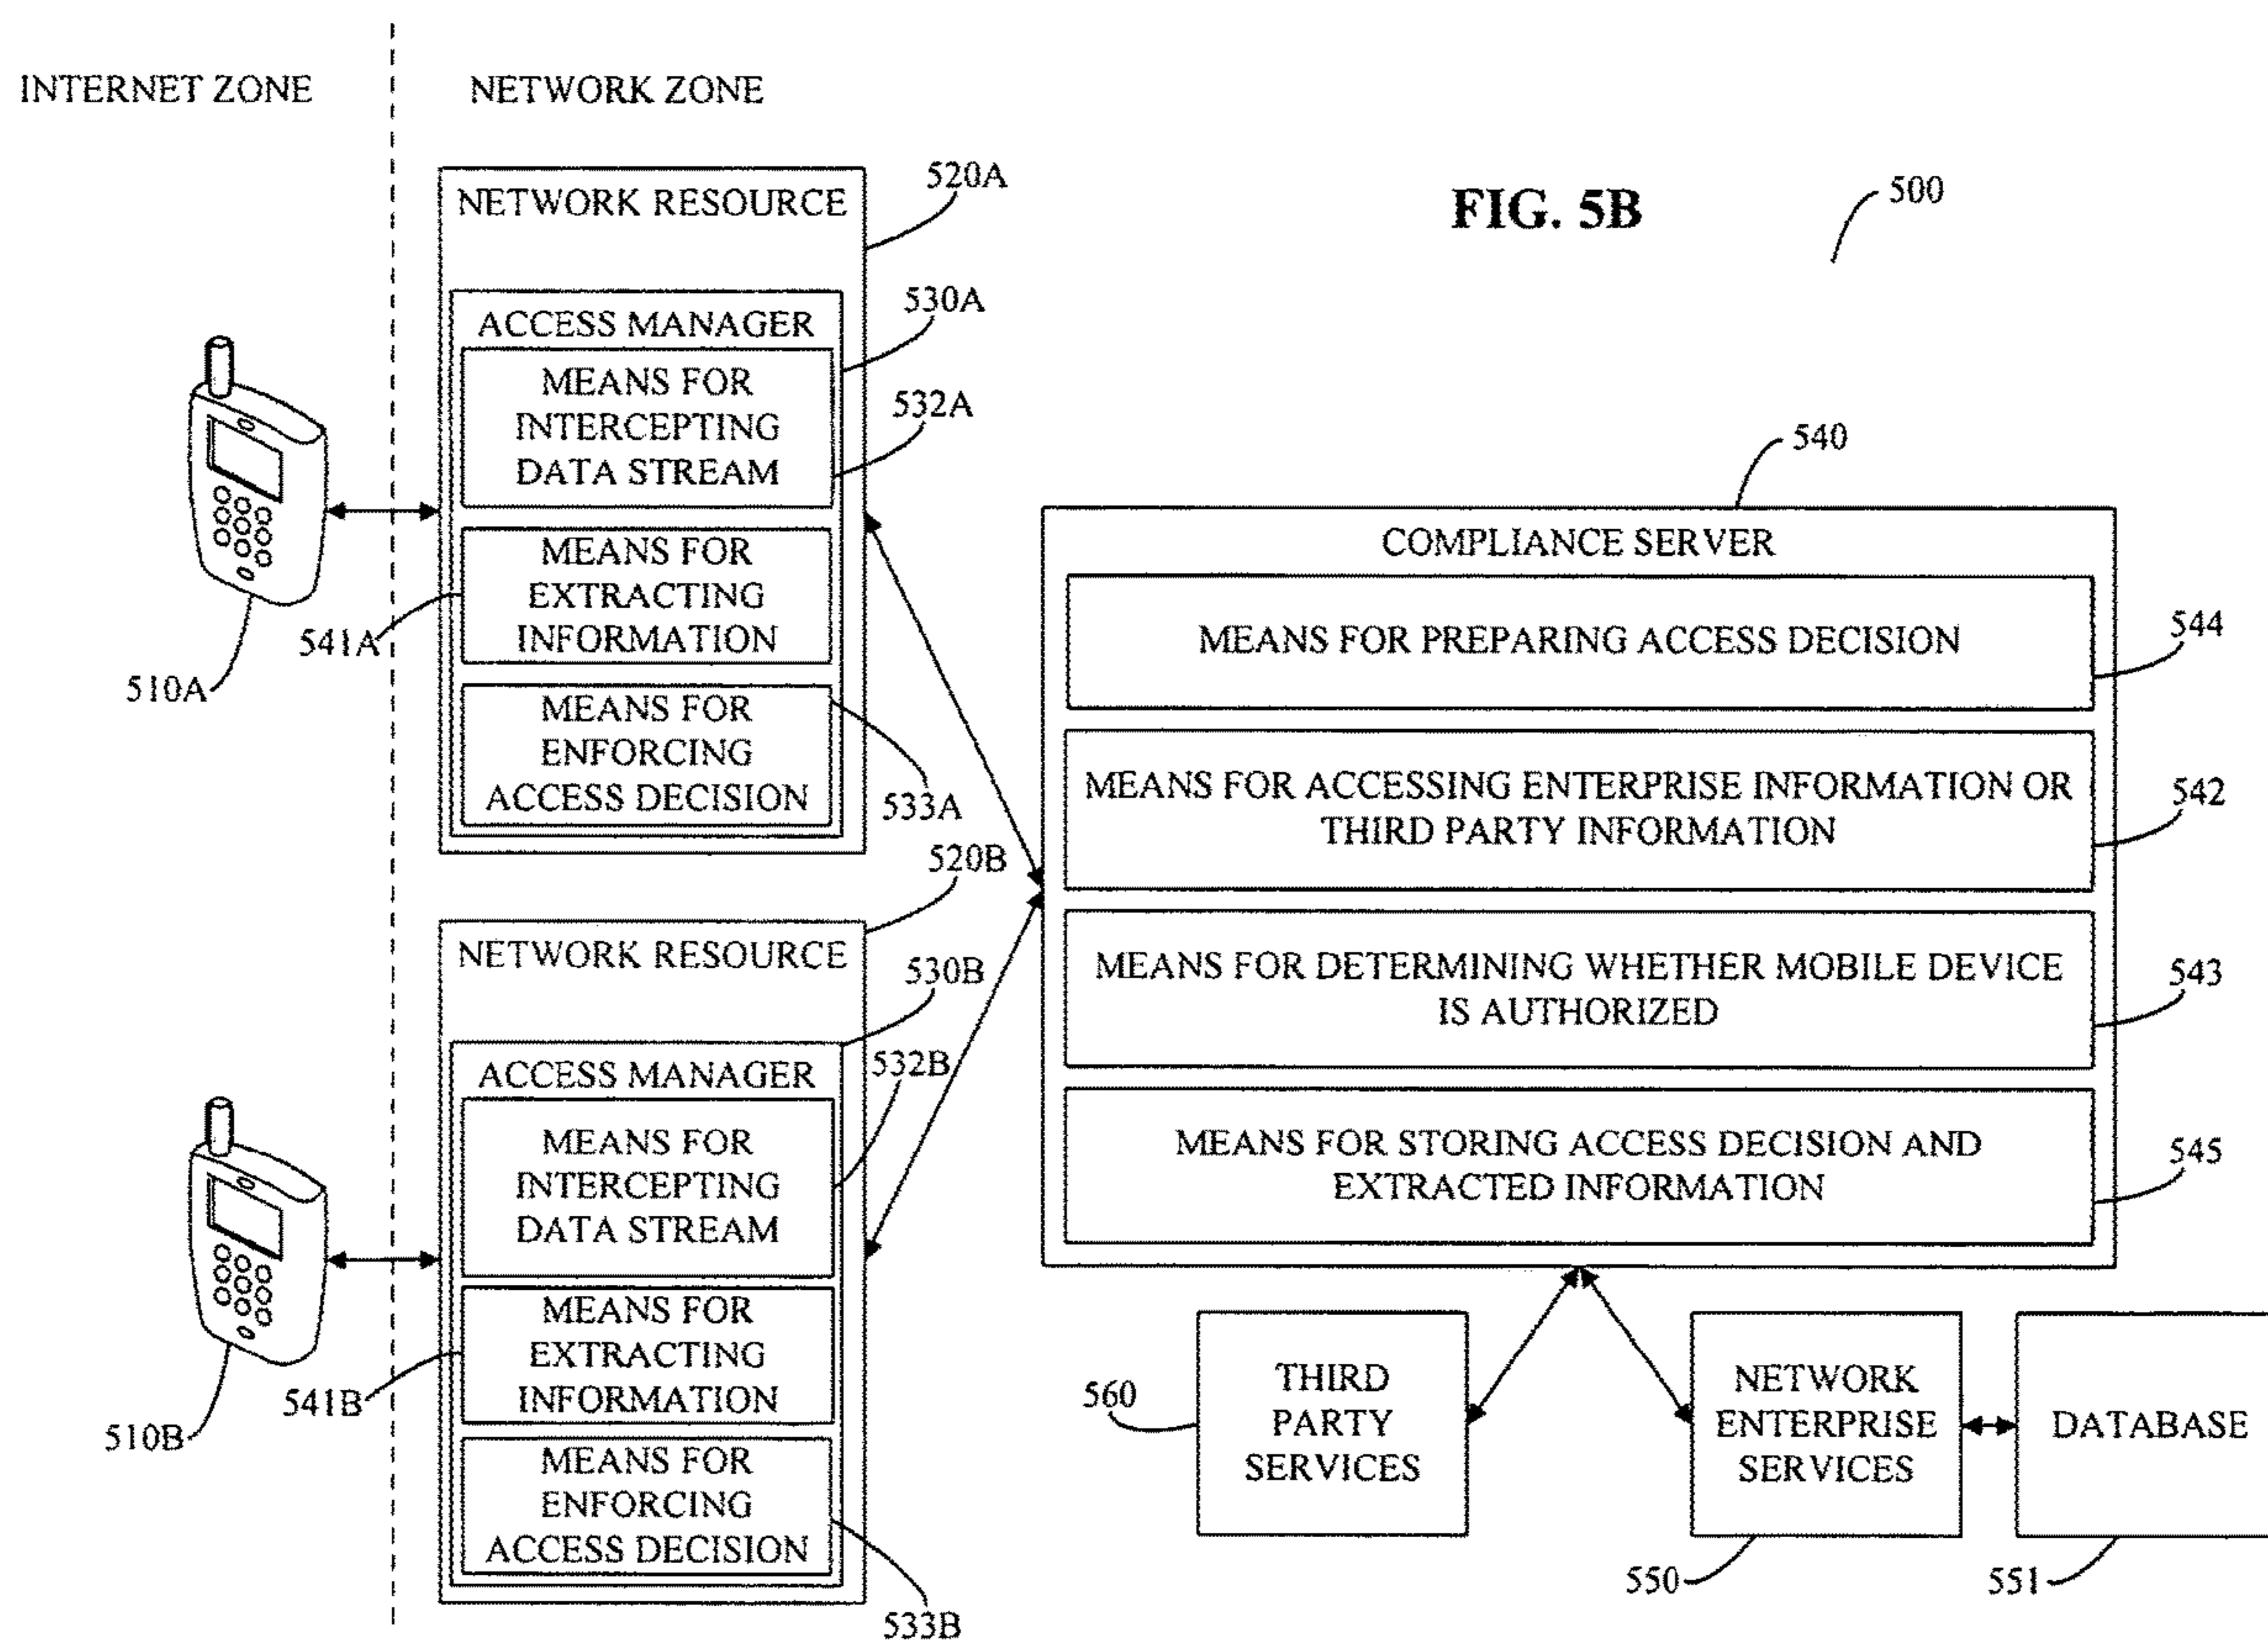 INTERNET ZONE
NETWORK ZONE
FIG. 5B
500
520A
NETWORK RESOURCE
530A
ACCESS MANAGER
MEANS FOR
INTERCEPTING
DATA STREAM
532A
MEANS FOR
EXTRACTING
INFORMATION
541A
510A
MEANS FOR
ENFORCING
ACCESS DECISION
533A
520B
NETWORK RESOURCE
530B
ACCESS MANAGER
532B
MEANS FOR
INTERCEPTING
DATA STREAM
MEANS FOR
EXTRACTING
INFORMATION
541B
510B
MEANS FOR
ENFORCING
ACCESS DECISION
533B
540
COMPLIANCE SERVER
MEANS FOR PREPARING ACCESS DECISION
544
MEANS FOR ACCESSING ENTERPRISE INFORMATION OR
THIRD PARTY INFORMATION
542
MEANS FOR DETERMINING WHETHER MOBILE DEVICE
IS AUTHORIZED
543
MEANS FOR STORING ACCESS DECISION AND
EXTRACTED INFORMATION
545
560
THIRD
PARTY
SERVICES
NETWORK
ENTERPRISE
SERVICES
550
DATABASE
551